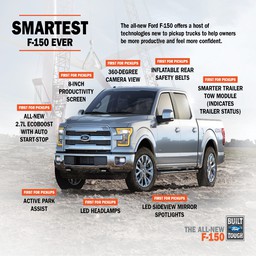 SMARTEST
F-150 EVER
The all-new Ford F-150 offers a host of
technologies new to pickup trucks to help owners
be more productive and feel more confident.
FIRST FOR PICKUPS
8-INCH
PRODUCTIVITY
SCREEN
FIRST FOR PICKUPS
360-DEGREE
CAMERA VIEW
FIRST FOR PICKUPS
INFLATABLE REAR
SAFETY BELTS
FIRST FOR PICKUPS
SMARTER TRAILER
TOW MODULE
(INDICATES
TRAILER STATUS)
FIRST FOR PICKUPS
ALL-NEW
2.7L ECOBOOST
WITH AUTO
START-STOP
FIRST FOR PICKUPS
ACTIVE PARK
ASSIST
FIRST FOR PICKUPS
LED HEADLAMPS
FIRST FOR PICKUPS
LED SIDEVIEW MIRROR
SPOTLIGHTS
THE ALL-NEW
F-150
BUILT
Ford
TOUGH